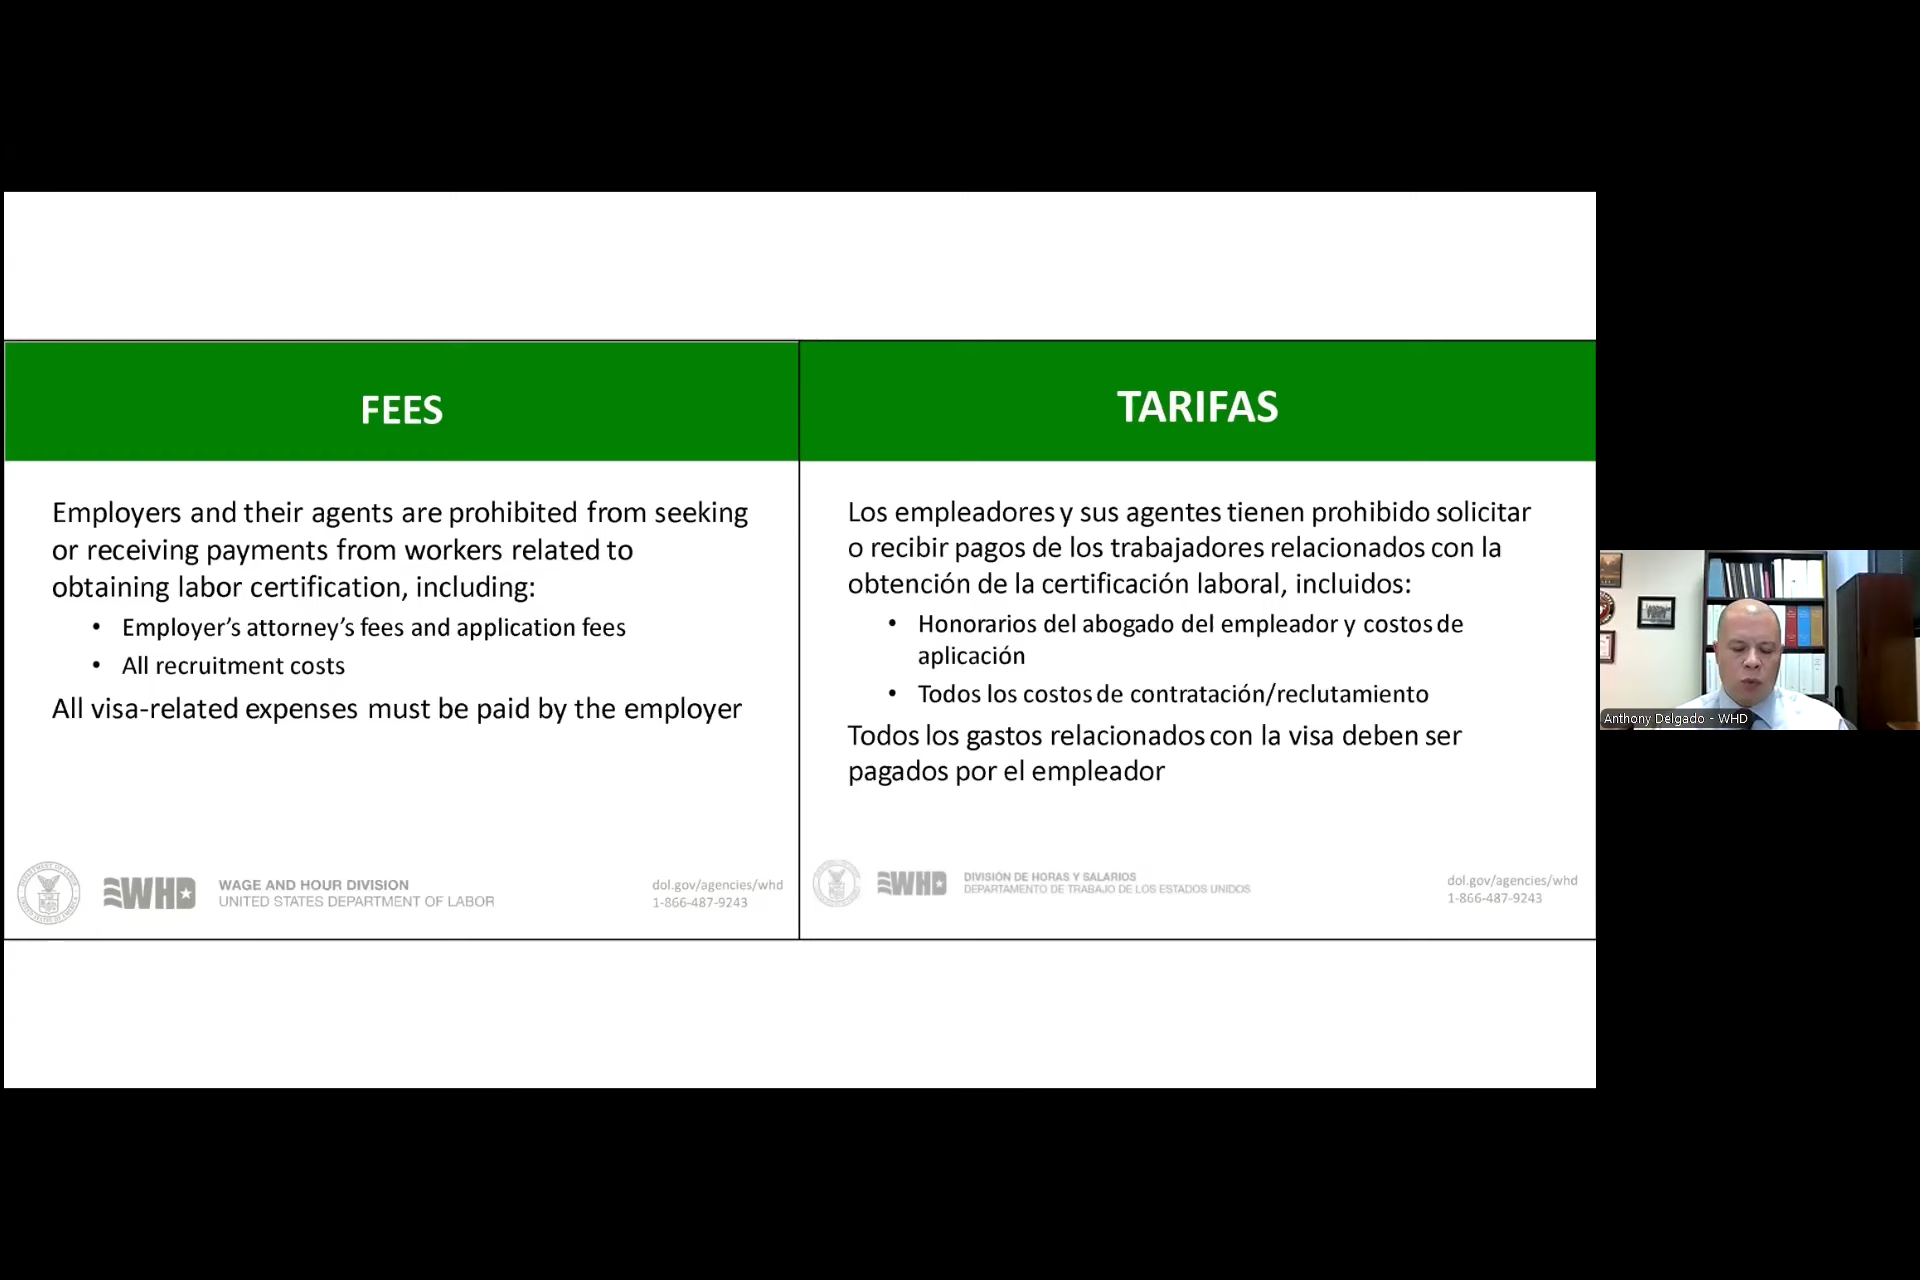 FEES
Employers and their agents are prohibited from seeking
or receiving payments from workers related to
obtaining labor certification, including:
• Employer's attorney's fees and application fees
• All recruitment costs
All visa-related expenses must be paid by the employer
WHD
WAGE AND HOUR DIVISION
UNITED STATES DEPARTMENT OF LABOR
dol.gov/agencies/whd
1-866-487-9243
TARIFAS
Los empleadores y sus agentes tienen prohibido solicitar
o recibir pagos de los trabajadores relacionados con la
obtención de la certificación laboral, incluidos:
• Honorarios del abogado del empleador y costos de
aplicación
• Todos los costos de contratación/reclutamiento
Todos los gastos relacionados con la visa deben ser
pagados por el empleador
WHD
DIVISIÓN DE HORAS Y SALARIOS
DEPARTAMENTO DE TRABAJO DE LOS ESTADOS UNIDOS
dol.gov/agencies/whd
1-866-487-9243
Anthony Delgado - WHD